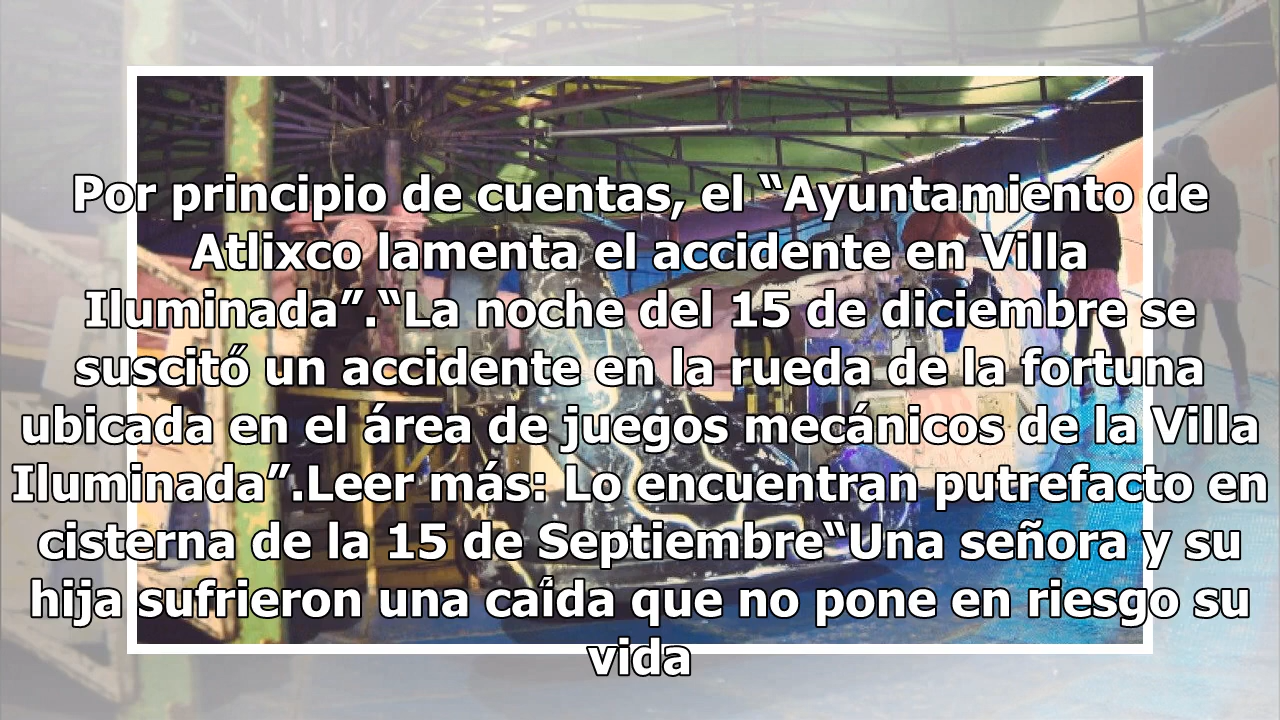 Por principio de cuentas, el “Ayuntamiento de
Atlixco lamenta el accidente en Villa
Iluminada”.“La noche del 15 de diciembre se
suscitó un accidente en la rueda de la fortuna
ubicada en el área de juegos mecánicos de la Villa
Iluminada”.Leer más: Lo encuentran putrefacto en
cisterna de la 15 de Septiembre“Una señora y su
hija sufrieron una caída que no pone en riesgo su
vida